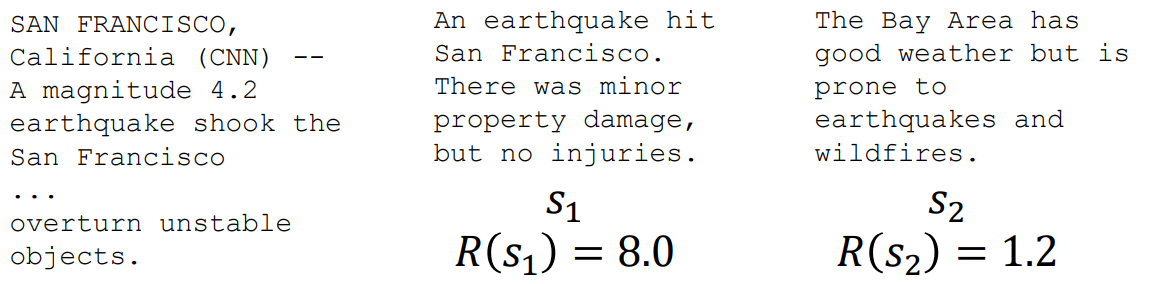 SAN FRANCISCO,
California (CNN) --
A magnitude 4.2
earthquake shook the
San Francisco
...
overturn unstable
objects.
An earthquake hit
San Francisco.
There was minor
property damage,
but no injuries.
s₁
R(s₁) = 8.0
The Bay Area has
good weather but is
prone to
earthquakes and
wildfires.
s₂
R(s₂) = 1.2